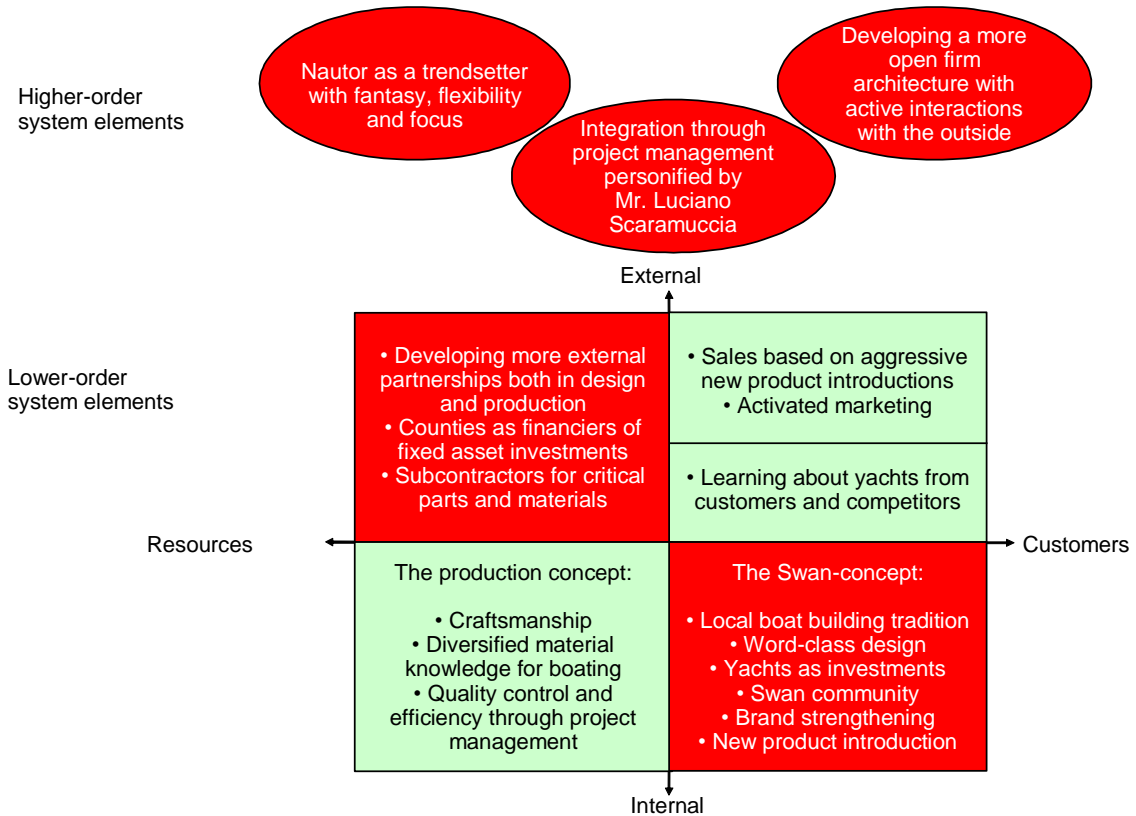 Higher-order
system elements
Nautor as a trendsetter
with fantasy, flexibility
and focus
Integration through
project management
personified by
Mr. Luciano
Scaramuccia
Developing a more
open firm
architecture with
active interactions
with the outside
External
Lower-order
system elements
• Developing more external
partnerships both in design
and production
• Counties as financiers of
fixed asset investments
• Subcontractors for critical
parts and materials
• Sales based on aggressive
new product introductions
• Activated marketing
• Learning about yachts from
customers and competitors
Resources
Customers
The production concept:
• Craftsmanship
• Diversified material
knowledge for boating
• Quality control and
efficiency through project
management
The Swan-concept:
• Local boat building tradition
• Word-class design
• Yachts as investments
• Swan community
• Brand strengthening
• New product introduction
Internal